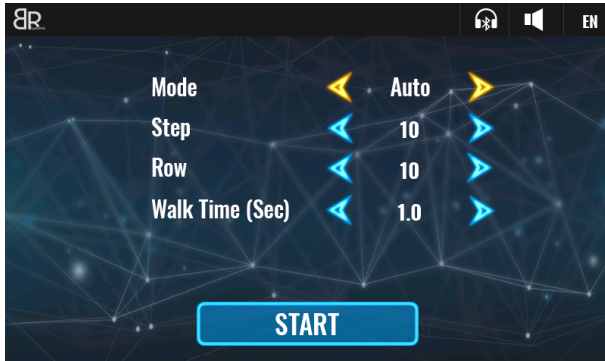 BR
EN
Mode Auto
Step 10
Row 10
Walk Time (Sec) 1.0
START